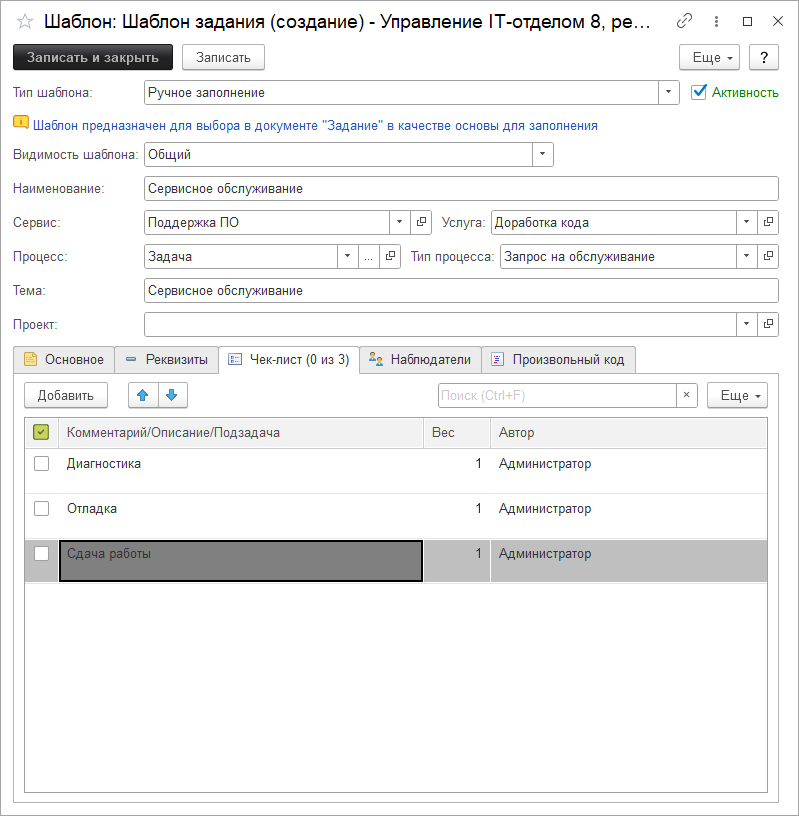 Шаблон: Шаблон задания (создание) - Управление IT-отделом 8, ре...
Записать и закрыть Записать Еще ?
Тип шаблона: Ручное заполнение Активность
Шаблон предназначен для выбора в документе "Задание" в качестве основы для заполнения
Видимость шаблона: Общий
Наименование: Сервисное обслуживание
Сервис: Поддержка ПО Услуга: Доработка кода
Процесс: Задача ... Тип процесса: Запрос на обслуживание
Тема: Сервисное обслуживание
Проект:
Основное Реквизиты Чек-лист (0 из 3) Наблюдатели Произвольный код
Добавить Поиск (Ctrl+F) × Еще
Комментарий/Описание/Подзадача Вес Автор
Диагностика 1 Администратор
Отладка 1 Администратор
Сдача работы 1 Администратор